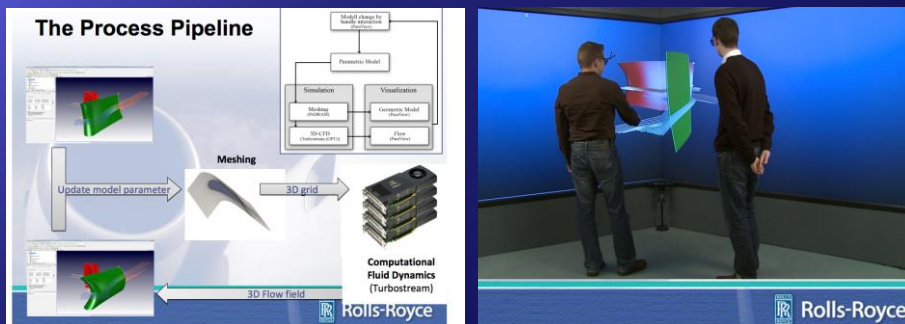 The Process Pipeline
Modell change by
handle interaction
(ParaView)
Parametric Model
Simulation
Visualization
Meshing
(PADRAM)
Geometric Model
(ParaView)
3D-CFD
(Turbostream (GPU))
Flow
(ParaView)
Meshing
Update model parameter
3D grid
Computational
Fluid Dynamics
(Turbostream)
3D Flow field
Rolls-Royce
Rolls-Royce